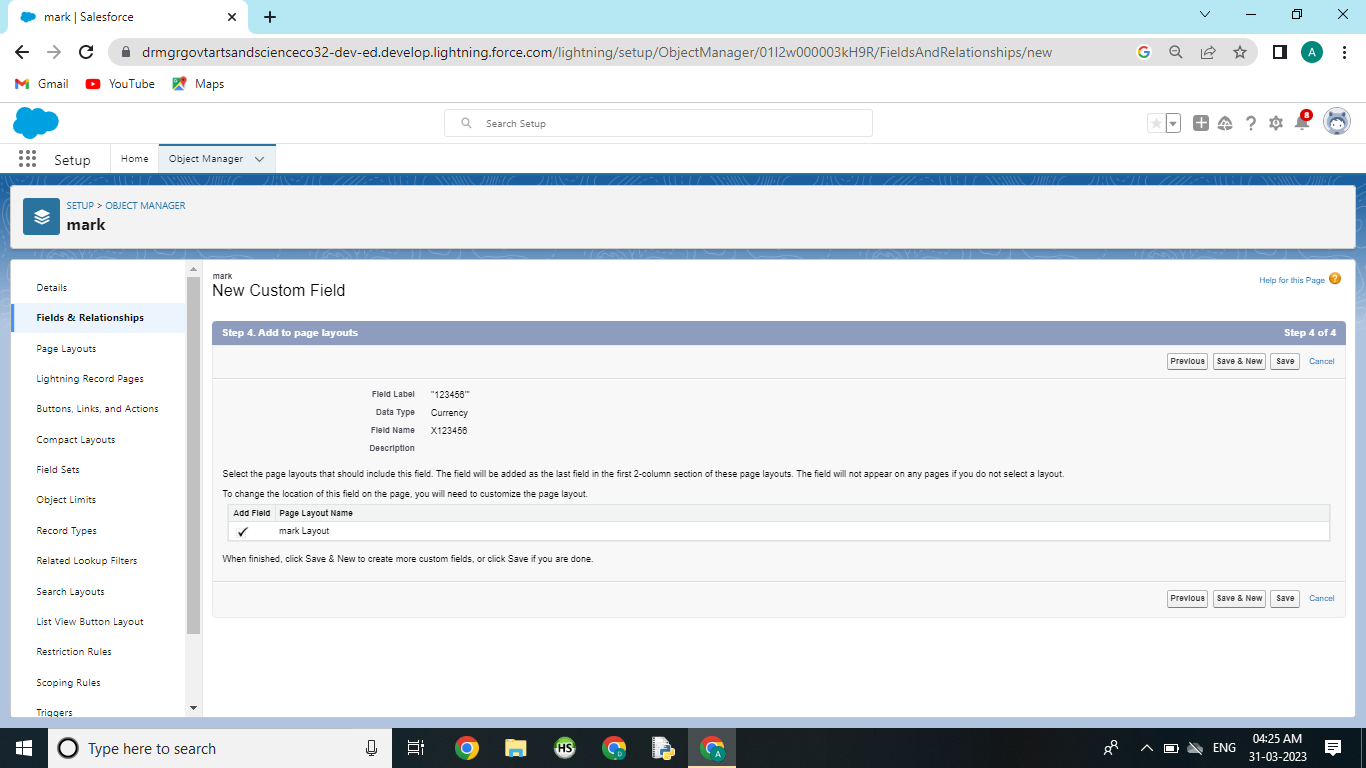 mark | Salesforce
drmgrgovtartsandscienceco32-dev-ed.develop.lightning.force.com/lightning/setup/ObjectManager/01I2w000003kH9R/FieldsAndRelationships/new
A
Gmail YouTube Maps
Search Setup
8
Setup Home Object Manager
SETUP > OBJECT MANAGER
mark
Details
Fields & Relationships
Page Layouts
Lightning Record Pages
Buttons, Links, and Actions
Compact Layouts
Field Sets
Object Limits
Record Types
Related Lookup Filters
Search Layouts
List View Button Layout
Restriction Rules
Scoping Rules
Triggers
mark
New Custom Field
Help for this Page
Step 4. Add to page layouts Step 4 of 4
Previous Save & New Save Cancel
Field Label "123456"'
Data Type Currency
Field Name X123456
Description
Select the page layouts that should include this field. The field will be added as the last field in the first 2-column section of these page layouts. The field will not appear on any pages if you do not select a layout.
To change the location of this field on the page, you will need to customize the page layout.
Add Field Page Layout Name
mark Layout
When finished, click Save & New to create more custom fields, or click Save if you are done.
Previous Save & New Save Cancel
Type here to search
HS
D
A
ENG
04:25 AM
31-03-2023